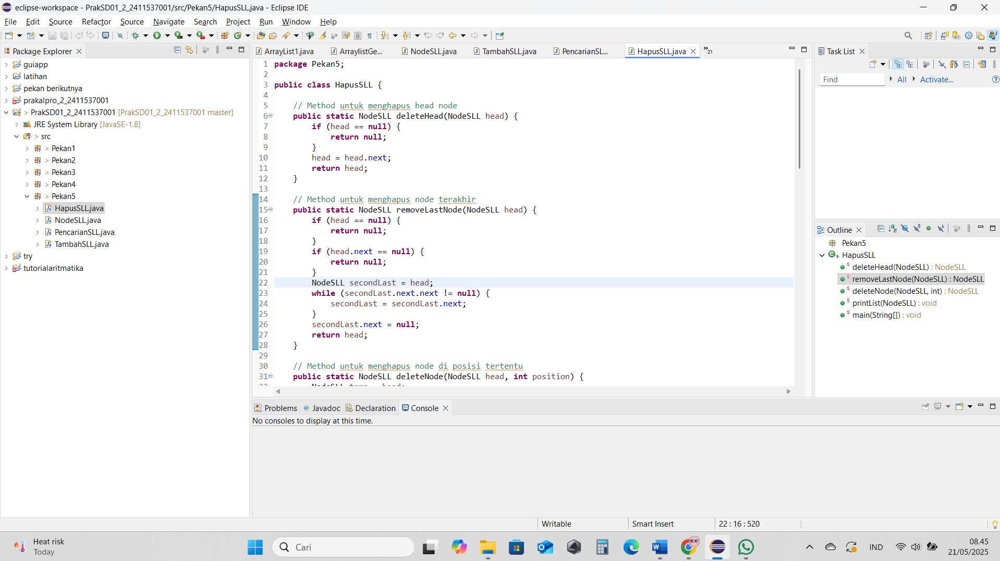 eclipse-workspace - PrakSD01_2_2411537001/src/Pekan5/HapusSLL.java - Eclipse IDE
File Edit Source Refactor Source Navigate Search Project Run Window Help
Package Explorer
guiapp
latihan
pekan berikutnya
prakalpro_2_2411537001
> PrakSD01_2_2411537001 [PrakSD01_2_2411537001 master]
JRE System Library [JavaSE-1.8]
> src
> Pekan1
> Pekan2
> Pekan3
> Pekan4
> Pekan5
HapusSLL.java
NodeSLL.java
PencarianSLL.java
TambahSLL.java
try
tutorialaritmatika
ArrayList1.java ArraylistGe... NodeSLL.java TambahSLL.java PencarianSL... HapusSLL.java »21
1 package Pekan5;
2
3 public class HapusSLL {
4
5 // Method untuk menghapus head node
6 public static NodeSLL deleteHead(NodeSLL head) {
7 if (head == null) {
8 return null;
9 }
10 head = head.next;
11 return head;
12 }
13
14 // Method untuk menghapus node terakhir
15 public static NodeSLL removeLastNode(NodeSLL head) {
16 if (head == null) {
17 return null;
18 }
19 if (head.next == null) {
20 return null;
21 }
22 NodeSLL secondLast = head;
23 while (secondLast.next.next != null) {
24 secondLast = secondLast.next;
25 }
26 secondLast.next = null;
27 return head;
28 }
29
30 // Method untuk menghapus node di posisi tertentu
31 public static NodeSLL deleteNode(NodeSLL head, int position) {
Task List
Find All Activate...
Outline
Pekan5
HapusSLL
deleteHead(NodeSLL) : NodeSLL
removeLastNode(NodeSLL) : NodeSLL
deleteNode(NodeSLL, int) : NodeSLL
printList(NodeSLL) : void
main(String[]) : void
Problems Javadoc Declaration Console
No consoles to display at this time.
Writable Smart Insert 22 : 16 : 520
Heat risk
Today
Cari
IND
08.45
21/05/2025